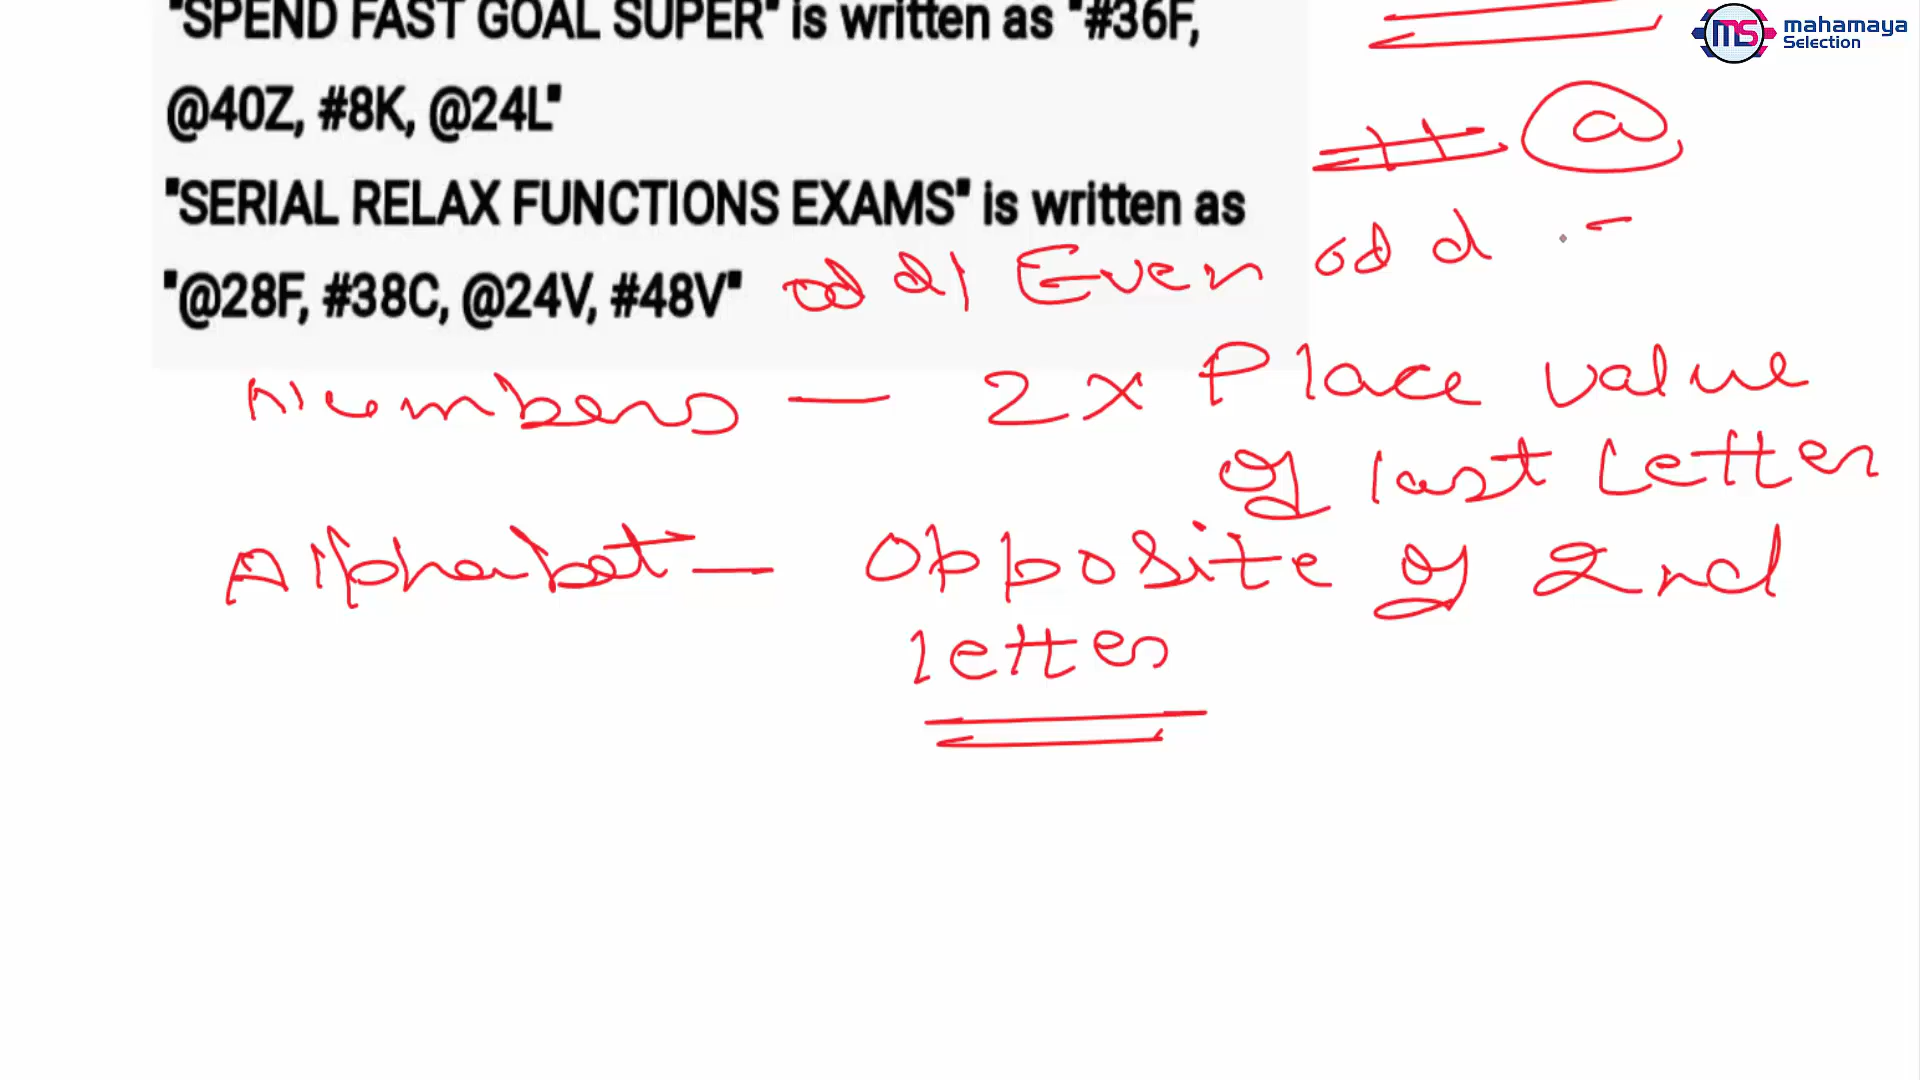 "SPEND FAST GOAL SUPER" is written as "#36F,
@40Z, #8K, @24L"
"SERIAL RELAX FUNCTIONS EXAMS" is written as
"@28F, #38C, @24V, #48V"
mahamaya
Selection
MS
# @
odd/ Even odd -
Numbers - 2 x Place value
of last Letter
Alphabet - Opposite of 2nd
letter